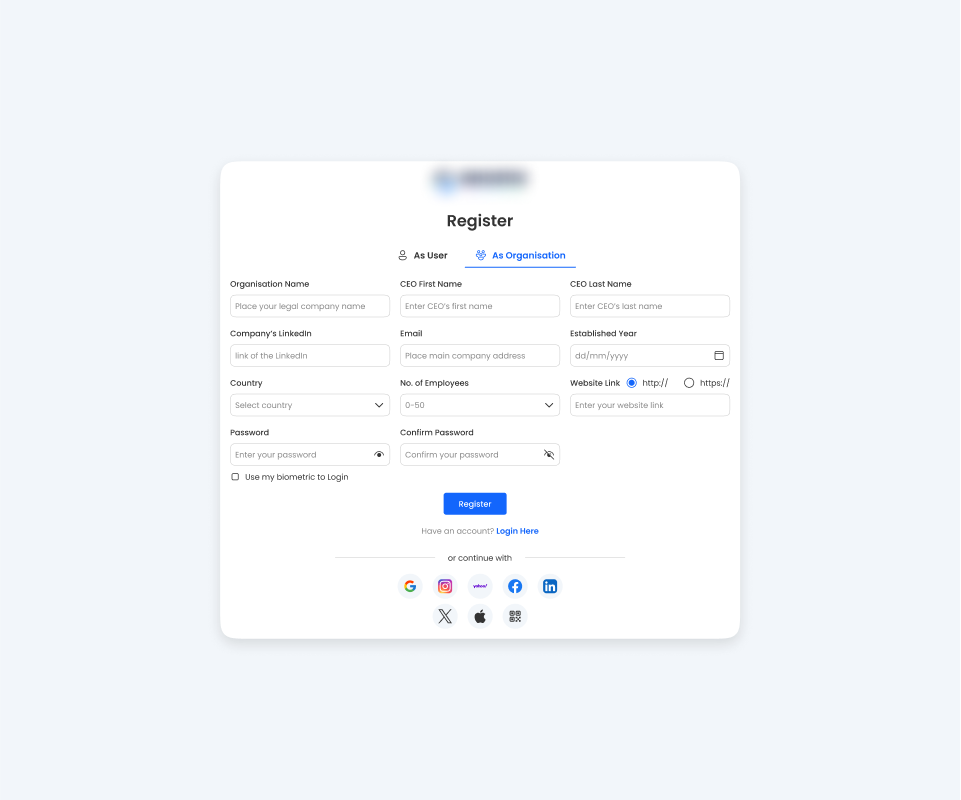 Register
As User As Organisation
Organisation Name CEO First Name CEO Last Name
Place your legal company name Enter CEO's first name Enter CEO's last name
Company's LinkedIn Email Established Year
link of the LinkedIn Place main company address dd/mm/yyyy
Country No. of Employees Website Link http:// https://
Select country 0-50 Enter your website link
Password Confirm Password
Enter your password Confirm your password
Use my biometric to Login
Register
Have an account? Login Here
or continue with
yahoo!